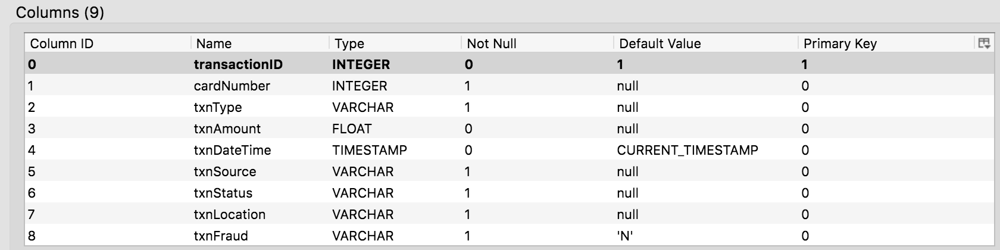 Columns (9)
Column ID Name Type Not Null Default Value Primary Key
0 transactionID INTEGER 0 1 1
1 cardNumber INTEGER 1 null 0
2 txnType VARCHAR 1 null 0
3 txnAmount FLOAT 0 null 0
4 txnDateTime TIMESTAMP 0 CURRENT_TIMESTAMP 0
5 txnSource VARCHAR 1 null 0
6 txnStatus VARCHAR 1 null 0
7 txnLocation VARCHAR 1 null 0
8 txnFraud VARCHAR 1 'N' 0